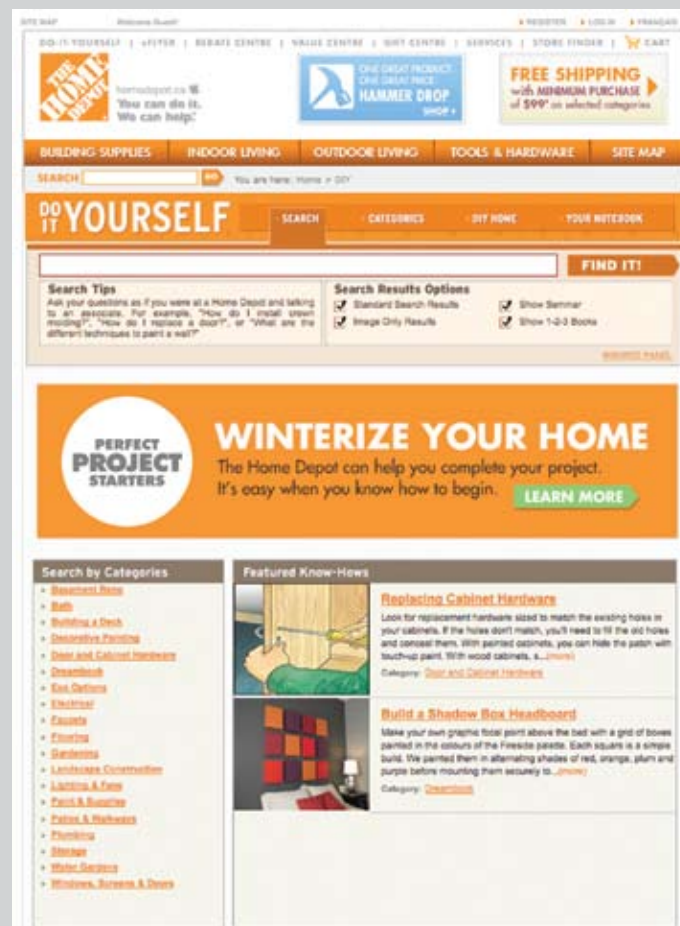 SITE MAP Welcome Guest! REGISTER LOG IN FRANÇAIS
DO-IT-YOURSELF | eFLYER | REBATE CENTRE | VALUE CENTRE | GIFT CENTRE | SERVICES | STORE FINDER | CART
THE HOME DEPOT
homedepot.ca
You can do it.
We can help.
ONE GREAT PRODUCT.
ONE GREAT PRICE.
HAMMER DROP
SHOP
FREE SHIPPING
with MINIMUM PURCHASE
of $99* on selected categories
BUILDING SUPPLIES INDOOR LIVING OUTDOOR LIVING TOOLS & HARDWARE SITE MAP
SEARCH GO You are here: Home > DIY
DO IT YOURSELF SEARCH CATEGORIES DIY HOME YOUR NOTEBOOK
FIND IT!
Search Tips
Ask your questions as if you were at a Home Depot and talking
to an associate. For example, "How do I install crown
molding?", "How do I replace a door?", or "What are the
different techniques to paint a wall?"
Search Results Options
Standard Search Results Show Seminar
Image Only Results Show 1-2-3 Books
PERFECT
PROJECT
STARTERS
WINTERIZE YOUR HOME
The Home Depot can help you complete your project.
It's easy when you know how to begin. LEARN MORE
Search by Categories
Basement Reno
Bath
Building a Deck
Decorative Painting
Door and Cabinet Hardware
Dreambook
Eco Options
Electrical
Faucets
Flooring
Gardening
Landscape Construction
Lighting & Fans
Paint & Supplies
Patios & Walkways
Plumbing
Storage
Water Gardens
Windows, Screens & Doors
Featured Know-Hows
Replacing Cabinet Hardware
Look for replacement hardware sized to match the existing holes in
your cabinets. If the holes don't match, you'll need to fill the old holes
and conceal them. With painted cabinets, you can hide the patch with
touch-up paint. With wood cabinets, s...(more)
Category: Door and Cabinet Hardware
Build a Shadow Box Headboard
Make your own graphic focal point above the bed with a grid of boxes
painted in the colours of the Fireside palette. Each square is a simple
build. We painted them in alternating shades of red, orange, plum and
purple before mounting them securely to...(more)
Category: Dreambook